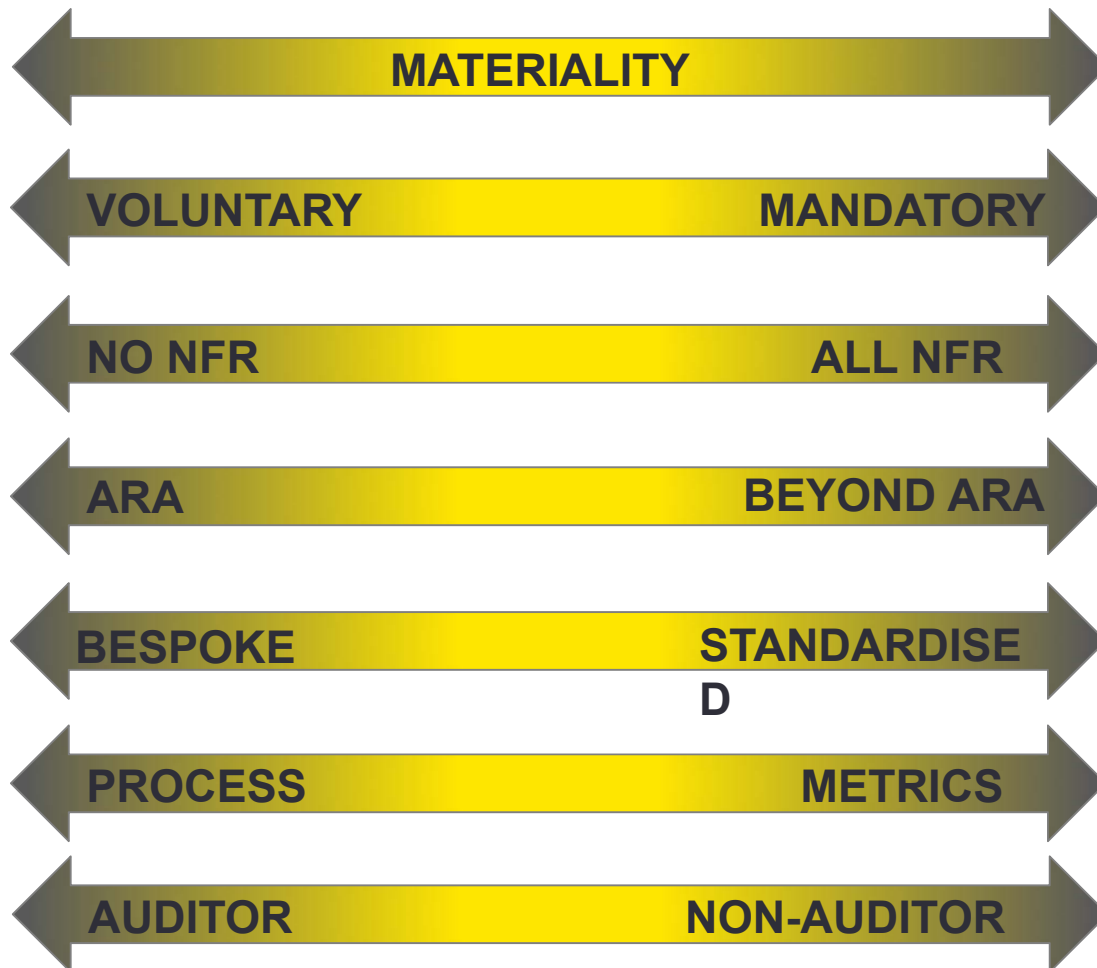 MATERIALITY
VOLUNTARY MANDATORY
NO NFR ALL NFR
ARA BEYOND ARA
BESPOKE STANDARDISE
D
PROCESS METRICS
AUDITOR NON-AUDITOR